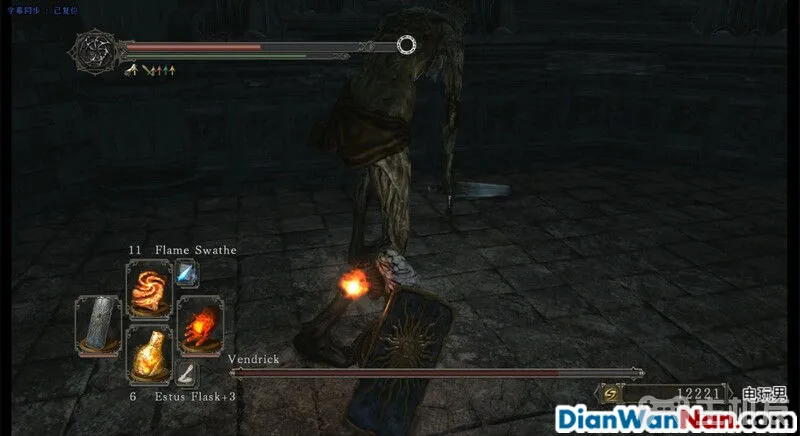 字幕同步：已复位
11 Flame Swathe
Vendrick
6 Estus Flask+3
12221
电玩男
DianWanNan.com